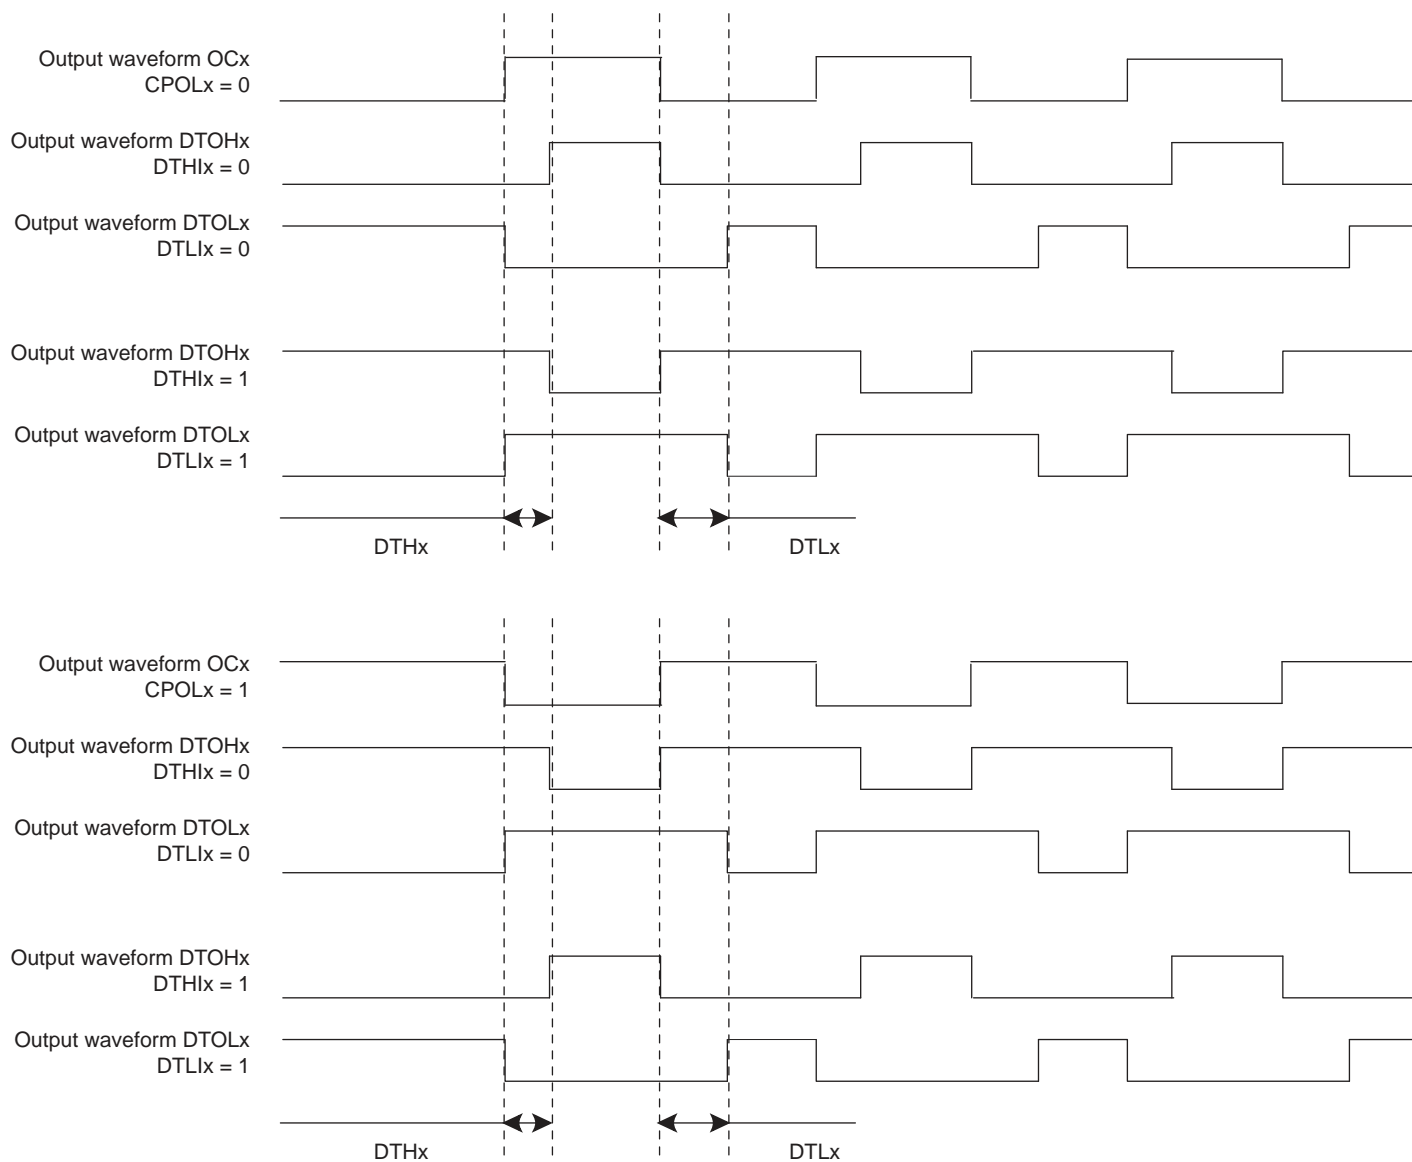 Output waveform OCx
CPOLx = 0
Output waveform DTOHx
DTHIx = 0
Output waveform DTOLx
DTLIx = 0
Output waveform DTOHx
DTHIx = 1
Output waveform DTOLx
DTLIx = 1
DTHx
DTLx
Output waveform OCx
CPOLx = 1
Output waveform DTOHx
DTHIx = 0
Output waveform DTOLx
DTLIx = 0
Output waveform DTOHx
DTHIx = 1
Output waveform DTOLx
DTLIx = 1
DTHx
DTLx